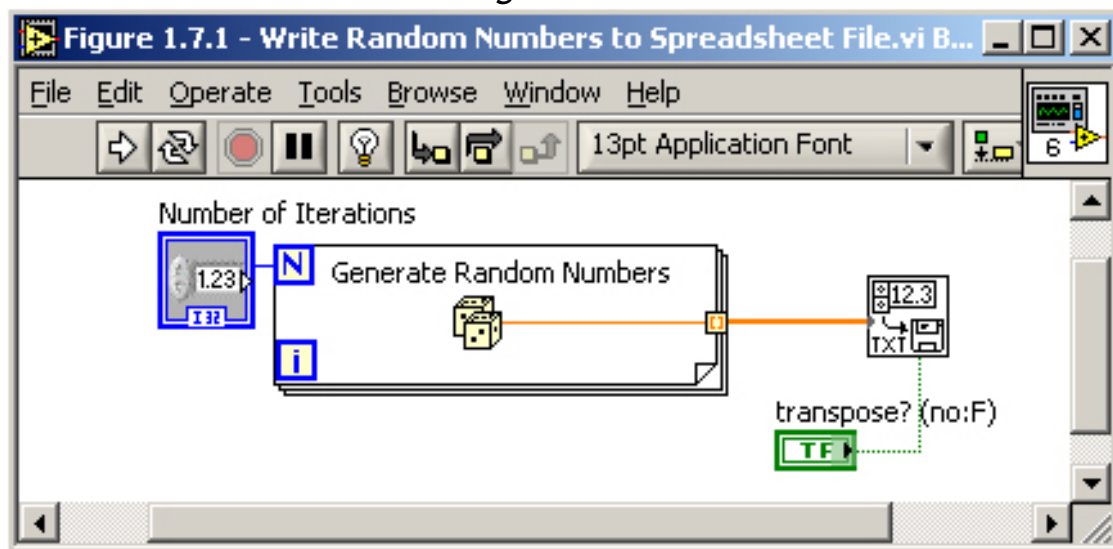 Figure 1.7.1 - Write Random Numbers to Spreadsheet File.vi B...
File Edit Operate Tools Browse Window Help
13pt Application Font
6
Number of Iterations
1.23
I32
N
Generate Random Numbers
i
12.3
TXT
transpose? (no:F)
TF